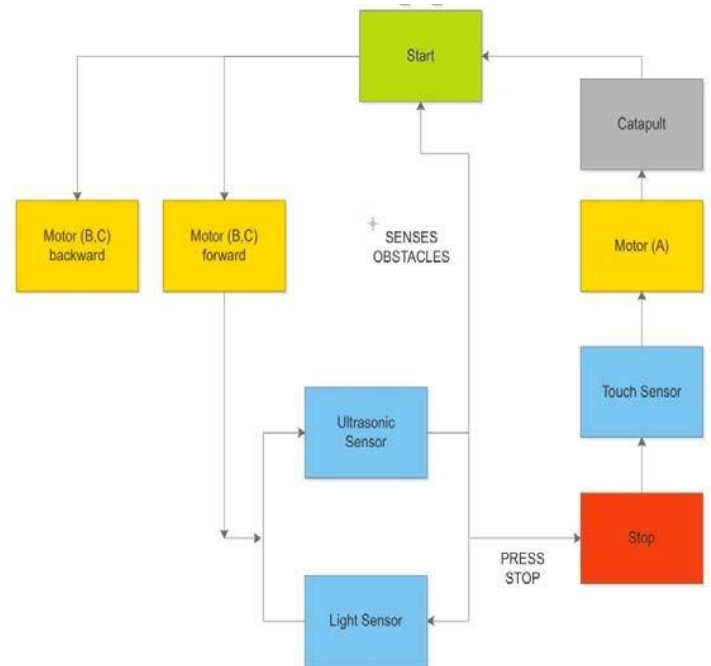 Start
Catapult
Motor (B,C)
backward
Motor (B,C)
forward
SENSES
OBSTACLES
Motor (A)
Touch Sensor
Ultrasonic
Sensor
Stop
PRESS
STOP
Light Sensor